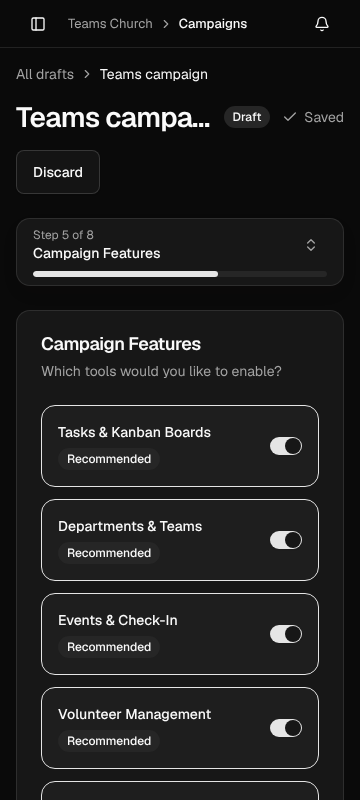 Teams Church > Campaigns
All drafts > Teams campaign
Teams campa... Draft Saved
Discard
Step 5 of 8
Campaign Features
Campaign Features
Which tools would you like to enable?
Tasks & Kanban Boards
Recommended
Departments & Teams
Recommended
Events & Check-In
Recommended
Volunteer Management
Recommended